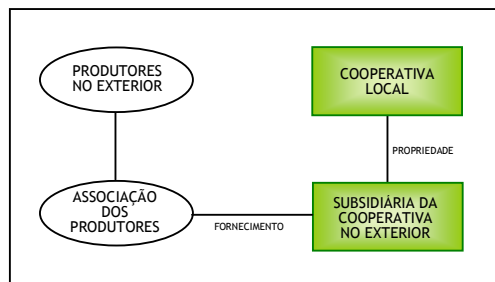 PRODUTORES
NO EXTERIOR
COOPERATIVA
LOCAL
PROPRIEDADE
ASSOCIAÇÃO
DOS
PRODUTORES
FORNECIMENTO
SUBSIDIÁRIA DA
COOPERATIVA
NO EXTERIOR